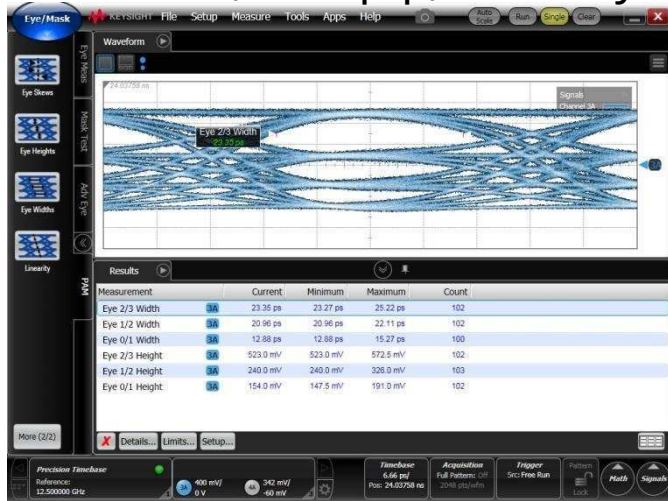 Eye/Mask
KEYSIGHT File Setup Measure Tools Apps Help
Auto Scale
Run
Single
Clear
Waveform
Eye Meas
Mask Test
Adv Eye
PAM
Eye Skews
Eye Heights
Eye Widths
Linearity
24.03758 ns
Signals
Channel 3A
Eye 2/3 Width
23.35 ps
Results
Measurement Current Minimum Maximum Count
Eye 2/3 Width 3A 23.35 ps 23.27 ps 25.22 ps 102
Eye 1/2 Width 3A 20.96 ps 20.96 ps 22.11 ps 102
Eye 0/1 Width 3A 12.88 ps 12.88 ps 15.27 ps 100
Eye 2/3 Height 3A 523.0 mV 523.0 mV 572.5 mV 102
Eye 1/2 Height 3A 240.0 mV 240.0 mV 326.0 mV 103
Eye 0/1 Height 3A 154.0 mV 147.5 mV 191.0 mV 102
More (2/2)
Details... Limits... Setup...
Precision Timebase
Reference:
12.500000 GHz
3A 400 mV/
0 V
4A 342 mV/
-60 mV
Timebase
6.66 ps/
Pos: 24.03758 ns
Acquisition
Full Pattern: Off
2048 pts/wfm
Trigger
Src: Free Run
Pattern
Lock
Math
Signals